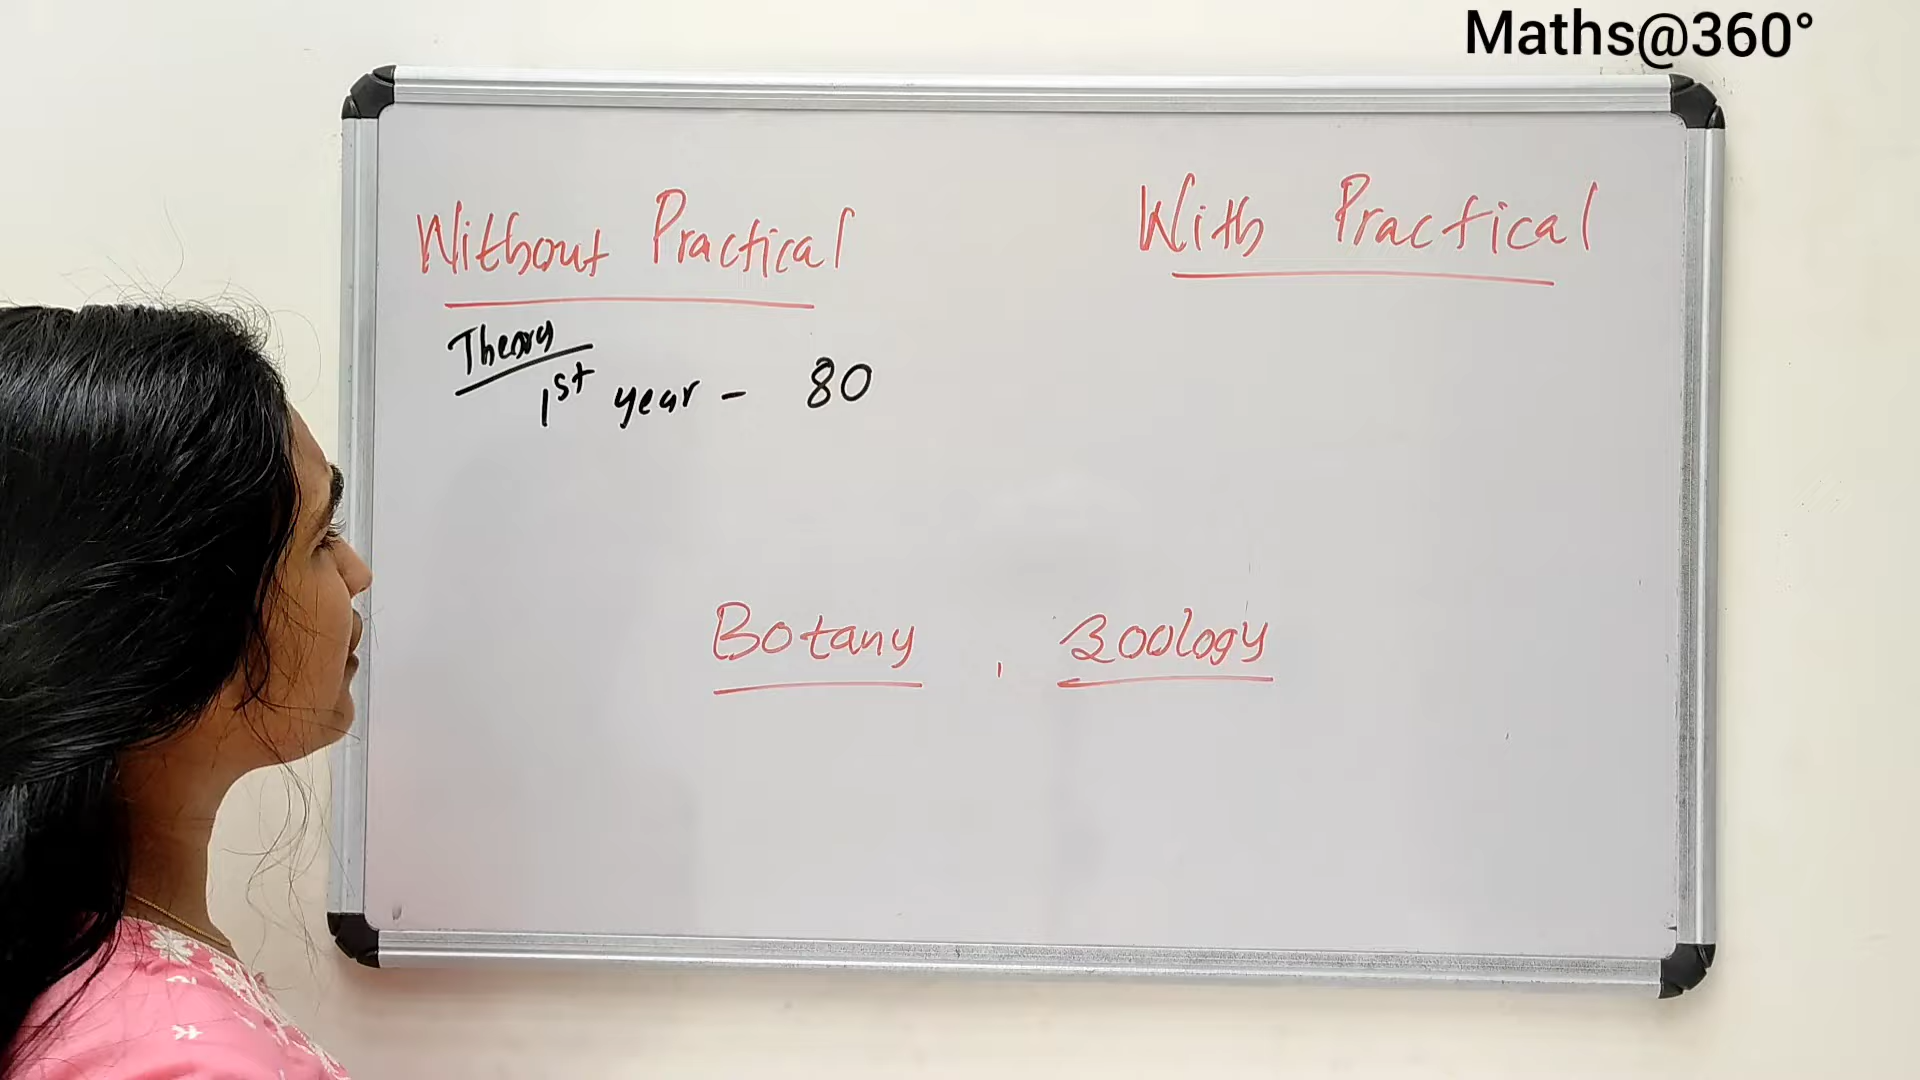 Maths@360°
Without Practical
With Practical
Theory
1st year - 80
Botany , Zoology